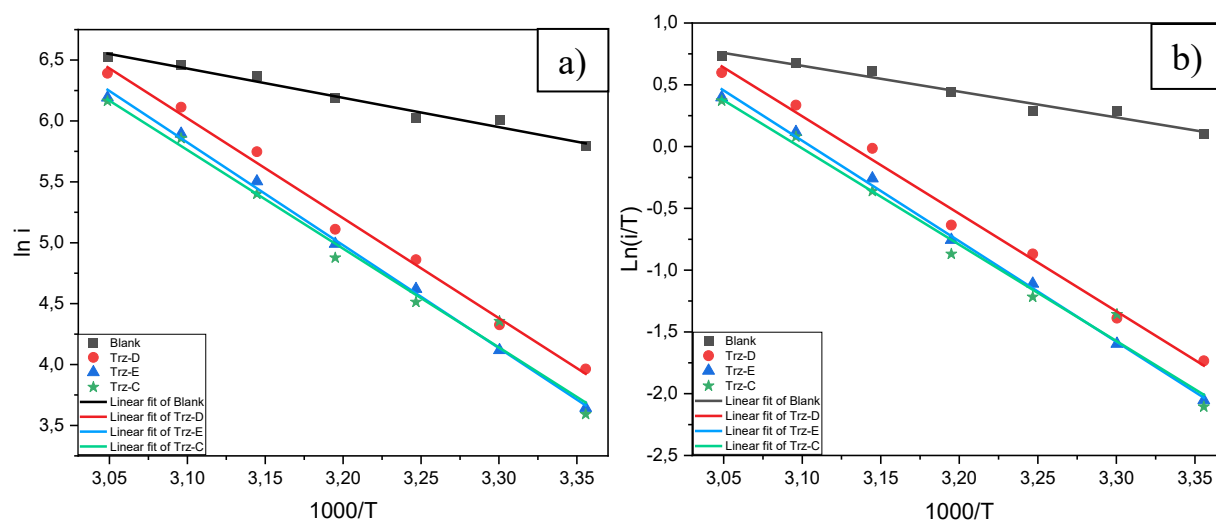 a)
ln i
6,5
6,0
5,5
5,0
4,5
4,0
3,5
Blank
Trz-D
Trz-E
Trz-C
Linear fit of Blank
Linear fit of Trz-D
Linear fit of Trz-E
Linear fit of Trz-C
3,05 3,10 3,15 3,20 3,25 3,30 3,35
1000/T
b)
Ln(i/T)
1,0
0,5
0,0
-0,5
-1,0
-1,5
-2,0
-2,5
Blank
Trz-D
Trz-E
Trz-C
Linear fit of Blank
Linear fit of Trz-D
Linear fit of Trz-E
Linear fit of Trz-C
3,05 3,10 3,15 3,20 3,25 3,30 3,35
1000/T